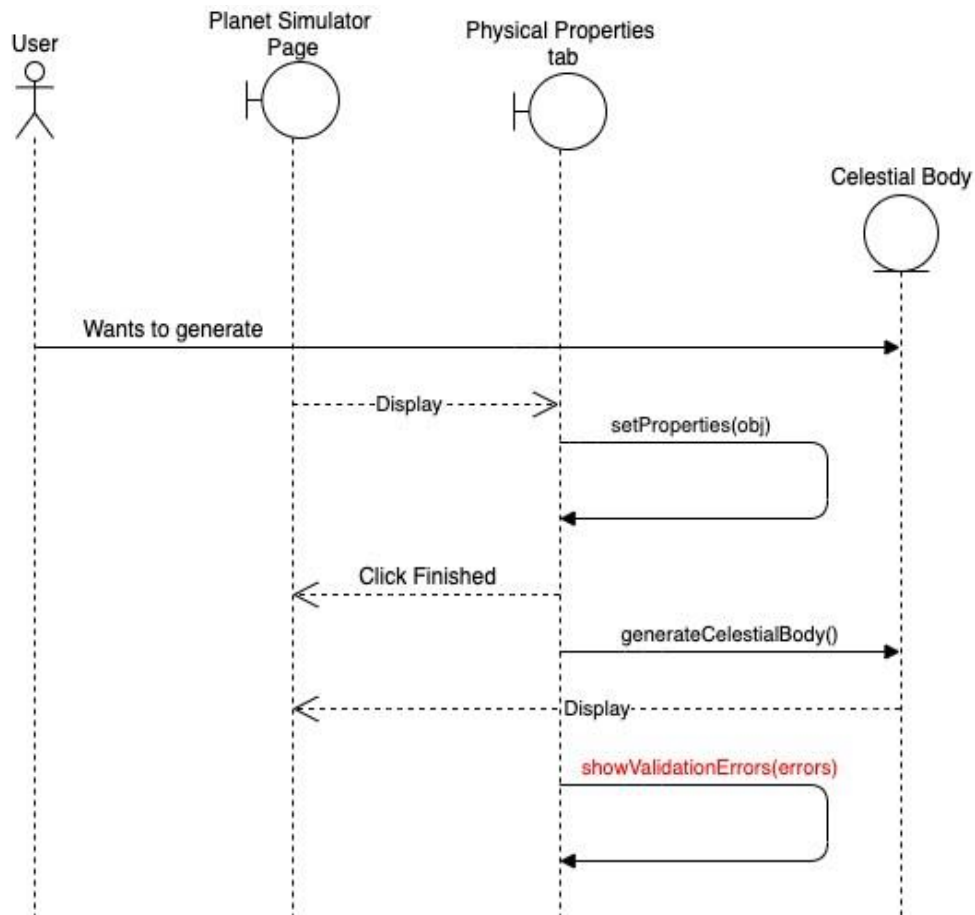 User
Planet Simulator
Page
Physical Properties
tab
Celestial Body
Wants to generate
Display
setProperties(obj)
Click Finished
generateCelestialBody()
Display
showValidationErrors(errors)